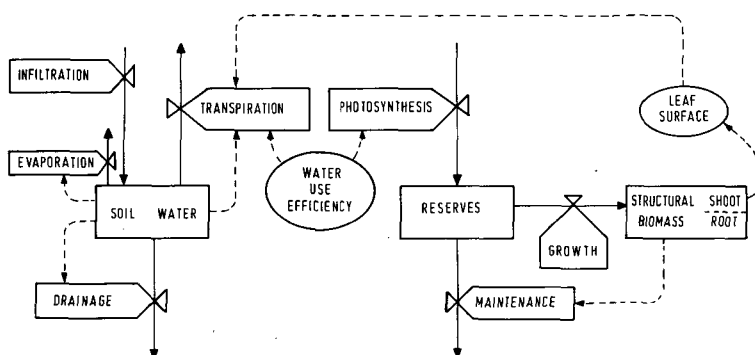 INFILTRATION
TRANSPIRATION
PHOTOSYNTHESIS
LEAF
SURFACE
EVAPORATION
WATER
USE
EFFICIENCY
SOIL WATER
RESERVES
STRUCTURAL SHOOT
BIOMASS ROOT
GROWTH
DRAINAGE
MAINTENANCE